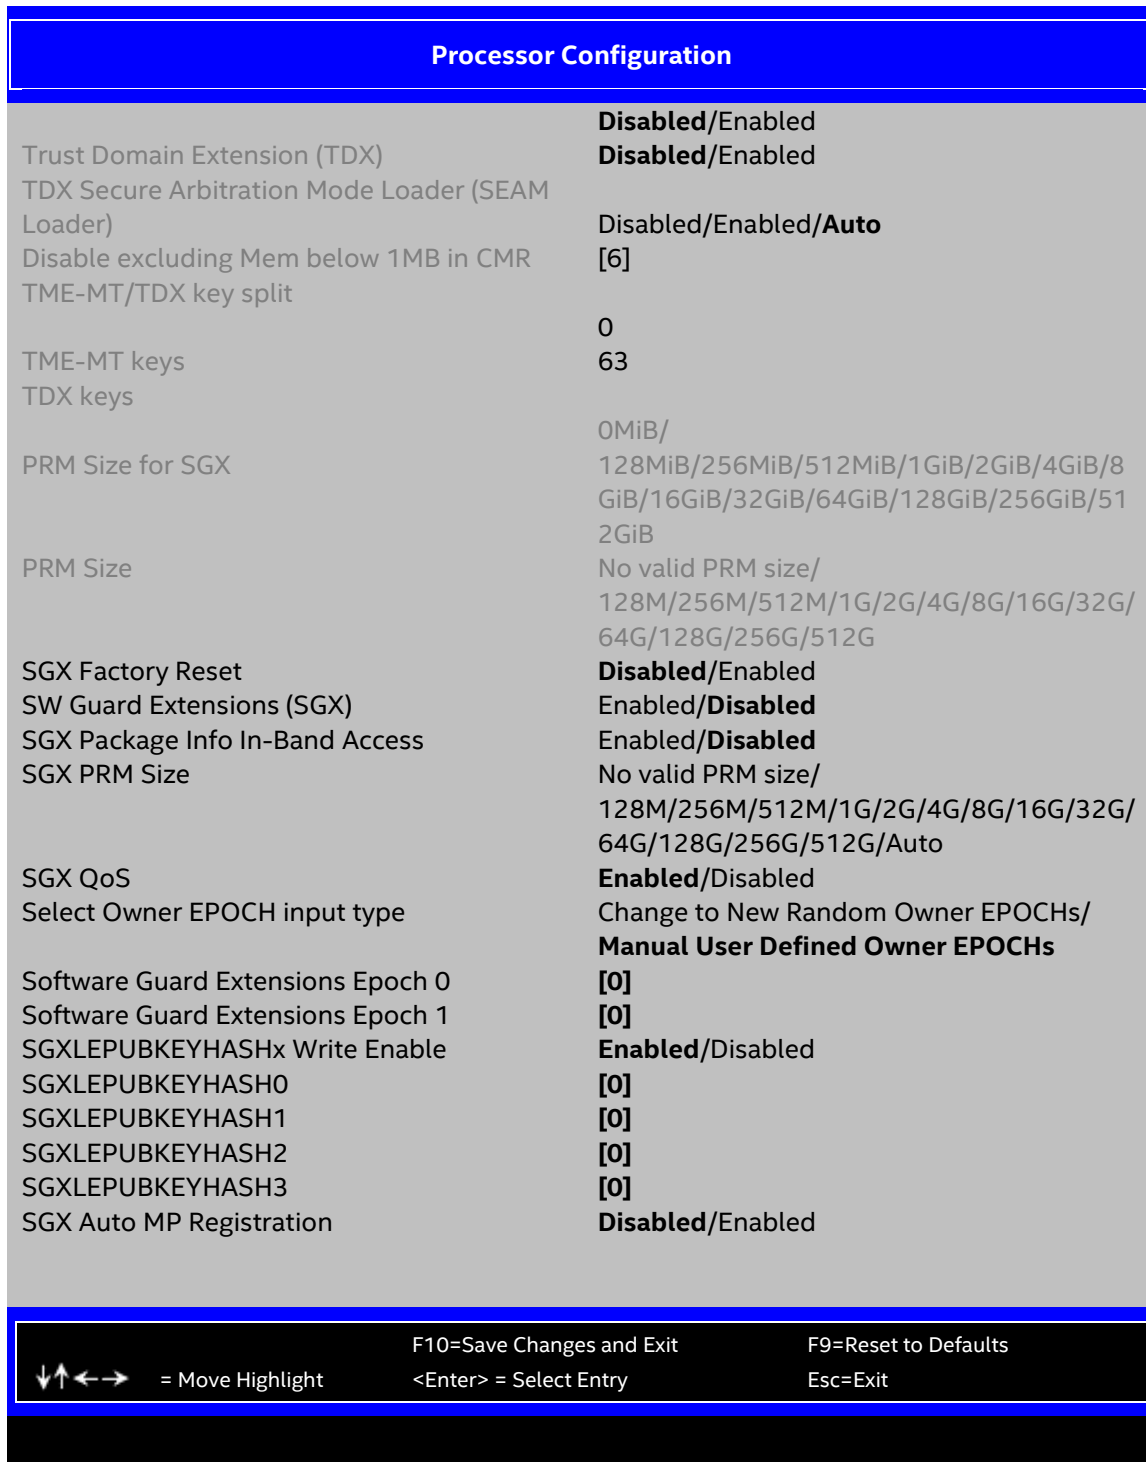 Processor Configuration
Disabled/Enabled
Trust Domain Extension (TDX) Disabled/Enabled
TDX Secure Arbitration Mode Loader (SEAM
Loader) Disabled/Enabled/Auto
Disable excluding Mem below 1MB in CMR [6]
TME-MT/TDX key split
0
TME-MT keys 63
TDX keys
0MiB/
PRM Size for SGX 128MiB/256MiB/512MiB/1GiB/2GiB/4GiB/8
GiB/16GiB/32GiB/64GiB/128GiB/256GiB/51
2GiB
PRM Size No valid PRM size/
128M/256M/512M/1G/2G/4G/8G/16G/32G/
64G/128G/256G/512G
SGX Factory Reset Disabled/Enabled
SW Guard Extensions (SGX) Enabled/Disabled
SGX Package Info In-Band Access Enabled/Disabled
SGX PRM Size No valid PRM size/
128M/256M/512M/1G/2G/4G/8G/16G/32G/
64G/128G/256G/512G/Auto
SGX QoS Enabled/Disabled
Select Owner EPOCH input type Change to New Random Owner EPOCHs/
Manual User Defined Owner EPOCHs
Software Guard Extensions Epoch 0 [0]
Software Guard Extensions Epoch 1 [0]
SGXLEPUBKEYHASHx Write Enable Enabled/Disabled
SGXLEPUBKEYHASH0 [0]
SGXLEPUBKEYHASH1 [0]
SGXLEPUBKEYHASH2 [0]
SGXLEPUBKEYHASH3 [0]
SGX Auto MP Registration Disabled/Enabled
F10=Save Changes and Exit F9=Reset to Defaults
↓↑←→ = Move Highlight <Enter> = Select Entry Esc=Exit